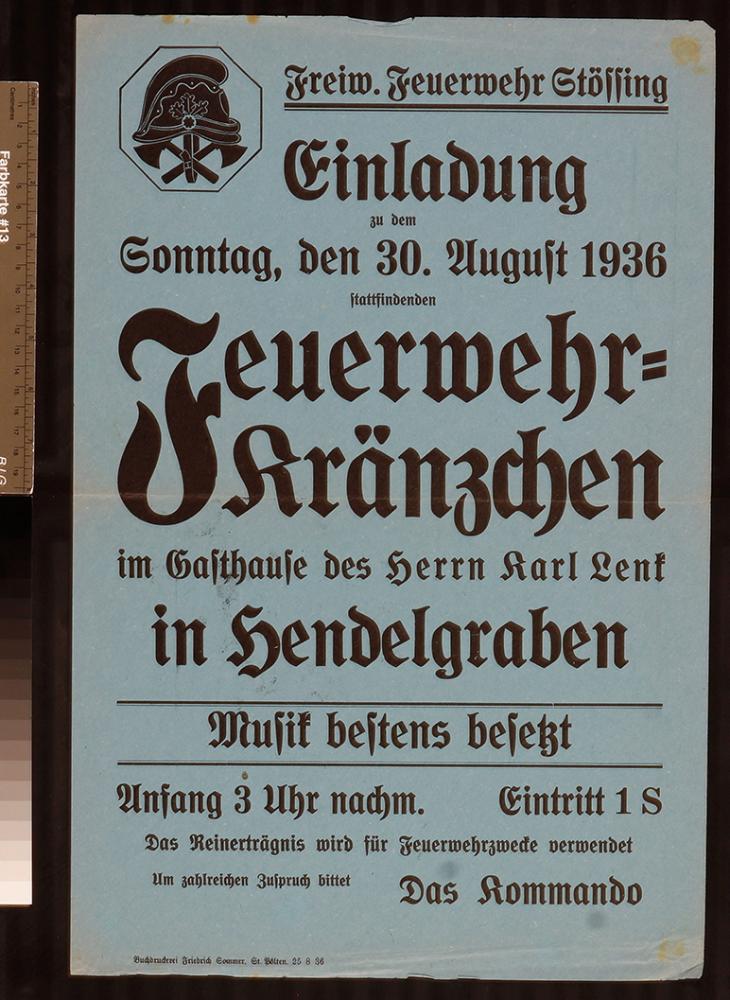 Freiw. Feuerwehr Stössing
Einladung
zu dem
Sonntag, den 30. August 1936
stattfindenden
Feuerwehr=
Kränzchen
im Gasthause des Herrn Karl Lenk
in Hendelgraben
Musik bestens besetzt
Anfang 3 Uhr nachm. Eintritt 1 S
Das Reinerträgnis wird für Feuerwehrzwecke verwendet
Um zahlreichen Zuspruch bittet Das Kommando
Buchdruckerei Friedrich Sommer, St. Pölten. 25 8 36
Farbkarte #13
B.I.G.
Centimetres
Inches